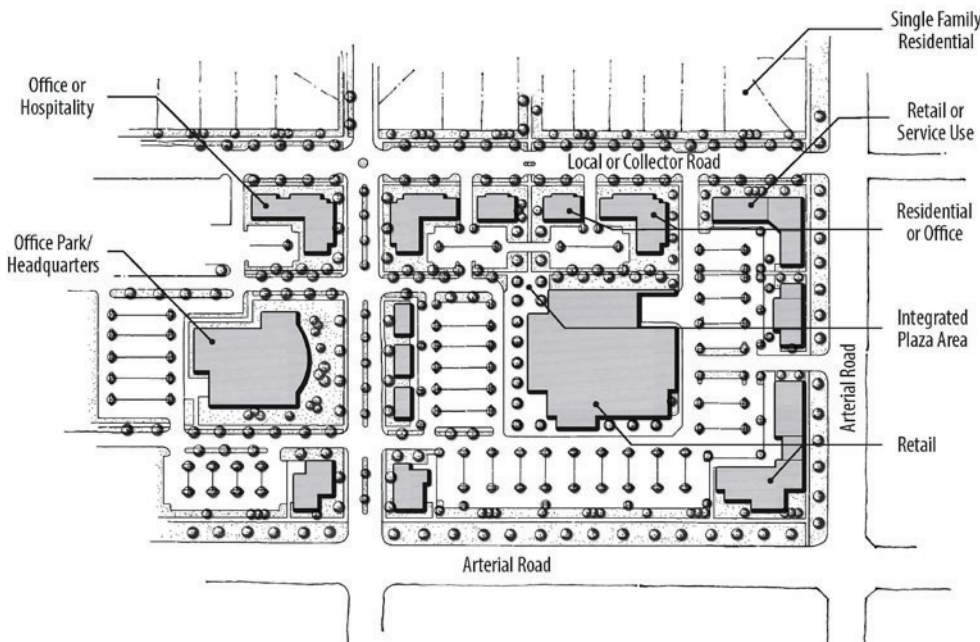 Single Family
Residential
Office or
Hospitality
Retail or
Service Use
Local or Collector Road
Residential
or Office
Office Park/
Headquarters
Integrated
Plaza Area
Arterial Road
Retail
Arterial Road